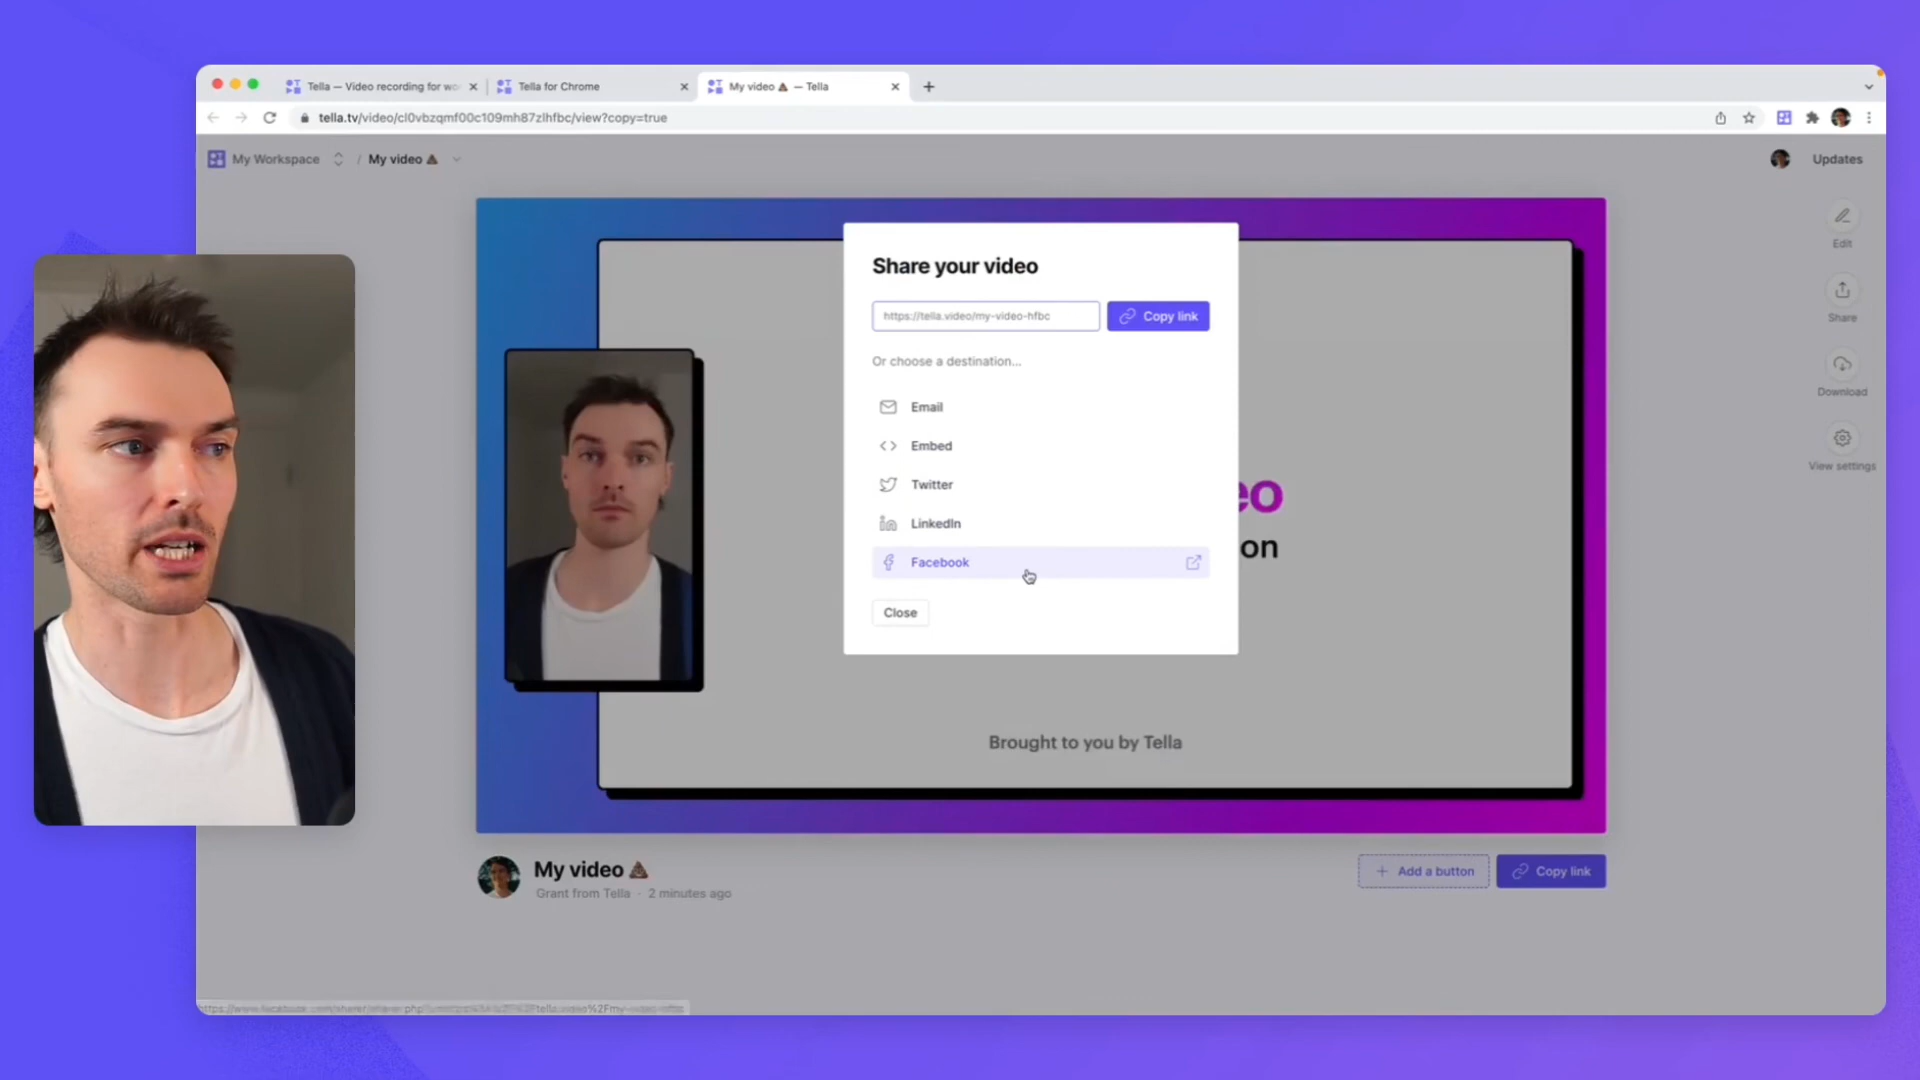 Tella — Video recording for wo
Tella for Chrome
My video 💩 — Tella
tella.tv/video/cl0vbzqmf00c109mh87zlhfbc/view?copy=true
My Workspace / My video 💩
Updates
Edit
Share
Download
View settings
Share your video
https://tella.video/my-video-hfbc
Copy link
Or choose a destination...
Email
Embed
Twitter
LinkedIn
Facebook
Close
eo
on
Brought to you by Tella
My video 💩
Grant from Tella · 2 minutes ago
+ Add a button
Copy link